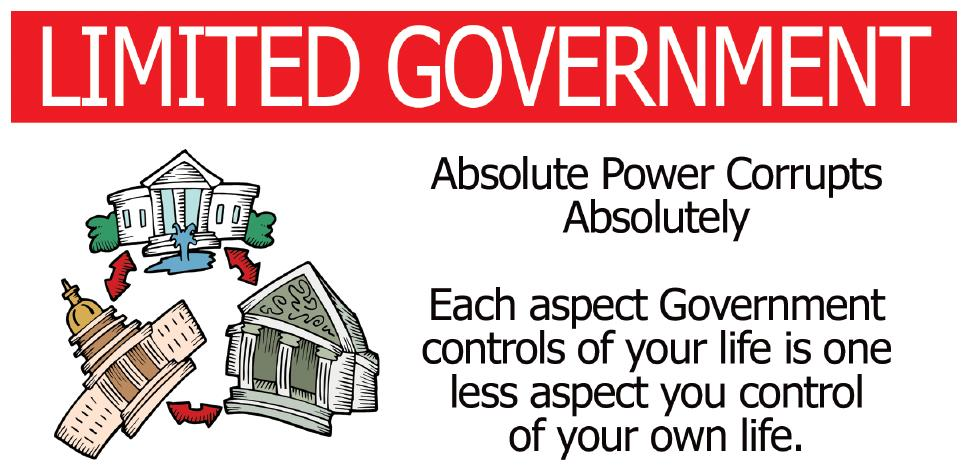 LIMITED GOVERNMENT
Absolute Power Corrupts
Absolutely
Each aspect Government
controls of your life is one
less aspect you control
of your own life.